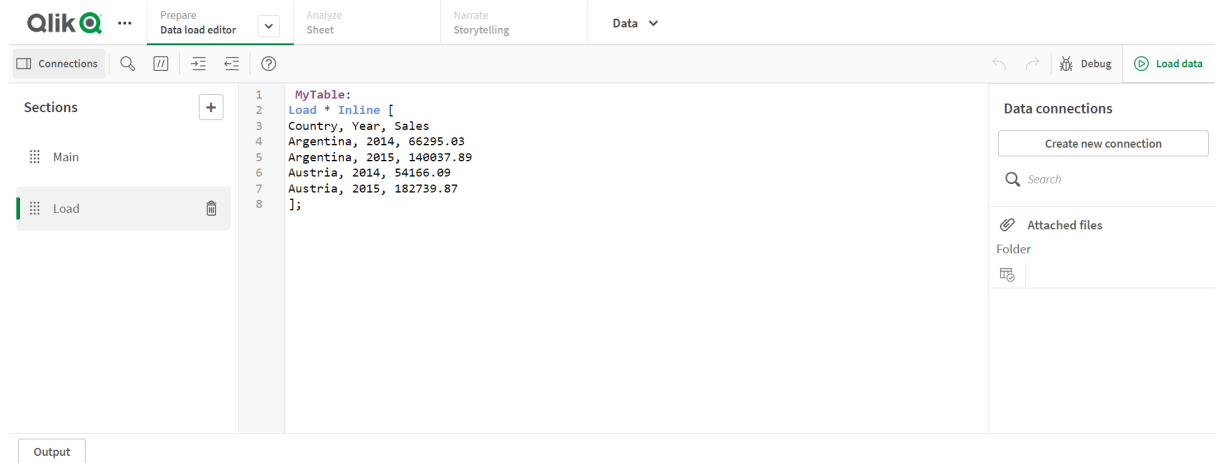 Qlik
Prepare
Data load editor
Analyze
Sheet
Narrate
Storytelling
Data
Connections
//
?
Debug
Load data
Sections
+
Main
Load
1 MyTable:
2 Load * Inline [
3 Country, Year, Sales
4 Argentina, 2014, 66295.03
5 Argentina, 2015, 140037.89
6 Austria, 2014, 54166.09
7 Austria, 2015, 182739.87
8 ];
Data connections
Create new connection
Search
Attached files
Folder
Output